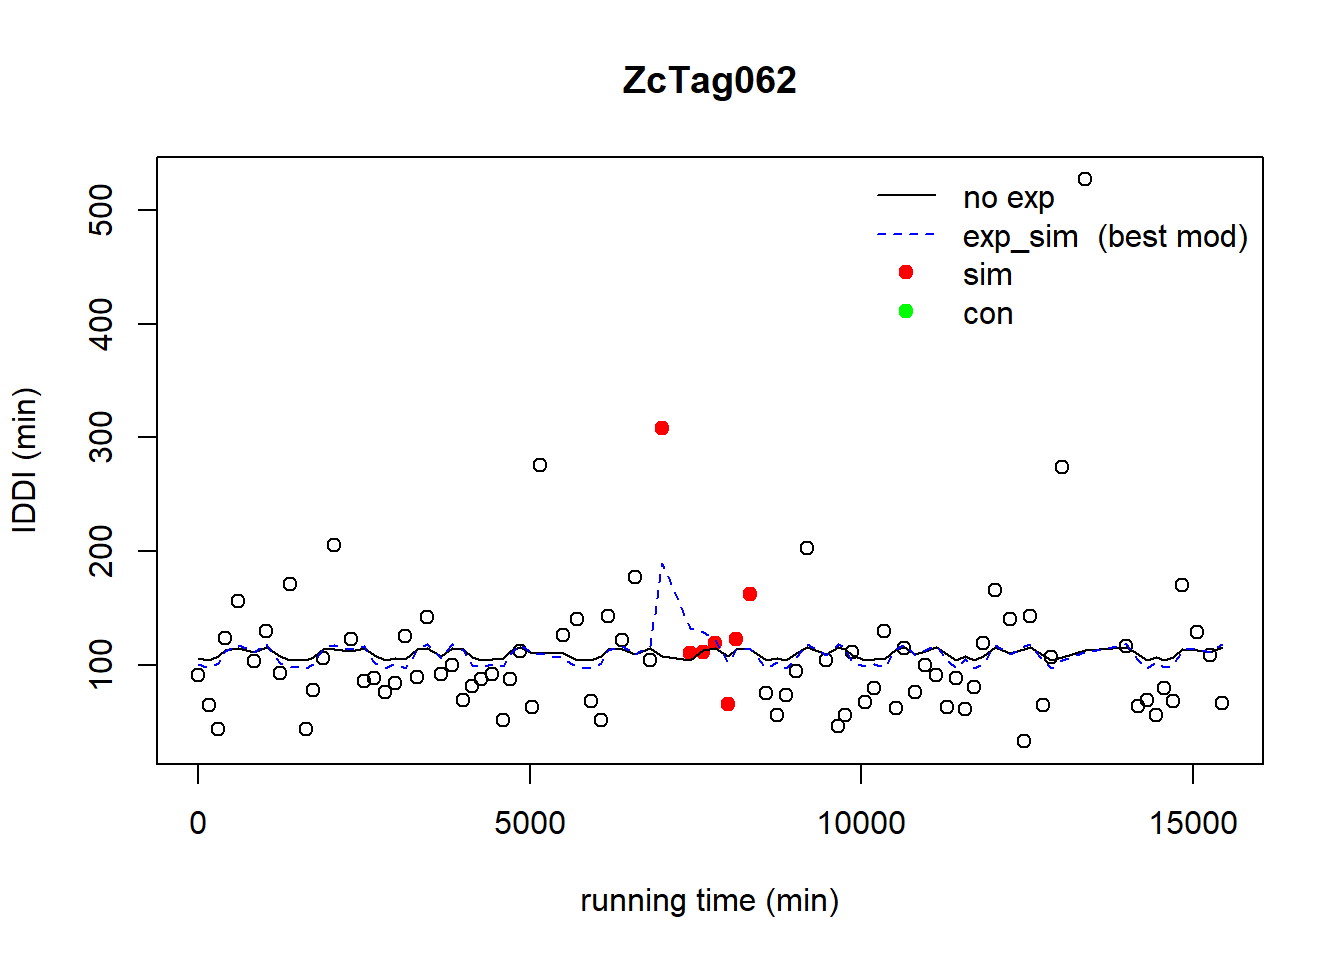 ZcTag062
no exp
exp_sim (best mod)
sim
con
500
400
300
200
100
IDDI (min)
0 5000 10000 15000
running time (min)